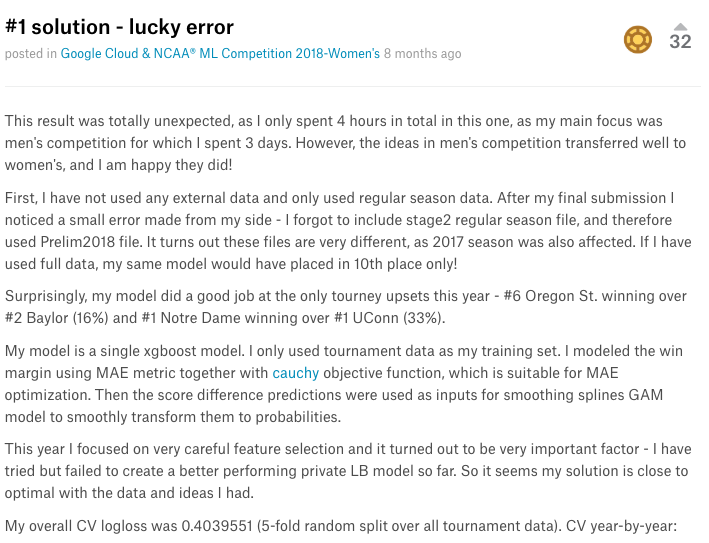 #1 solution - lucky error
posted in Google Cloud & NCAA® ML Competition 2018-Women's 8 months ago
32
This result was totally unexpected, as I only spent 4 hours in total in this one, as my main focus was
men's competition for which I spent 3 days. However, the ideas in men's competition transferred well to
women's, and I am happy they did!
First, I have not used any external data and only used regular season data. After my final submission I
noticed a small error made from my side - I forgot to include stage2 regular season file, and therefore
used Prelim2018 file. It turns out these files are very different, as 2017 season was also affected. If I have
used full data, my same model would have placed in 10th place only!
Surprisingly, my model did a good job at the only tourney upsets this year - #6 Oregon St. winning over
#2 Baylor (16%) and #1 Notre Dame winning over #1 UConn (33%).
My model is a single xgboost model. I only used tournament data as my training set. I modeled the win
margin using MAE metric together with cauchy objective function, which is suitable for MAE
optimization. Then the score difference predictions were used as inputs for smoothing splines GAM
model to smoothly transform them to probabilities.
This year I focused on very careful feature selection and it turned out to be very important factor - I have
tried but failed to create a better performing private LB model so far. So it seems my solution is close to
optimal with the data and ideas I had.
My overall CV logloss was 0.4039551 (5-fold random split over all tournament data). CV year-by-year: